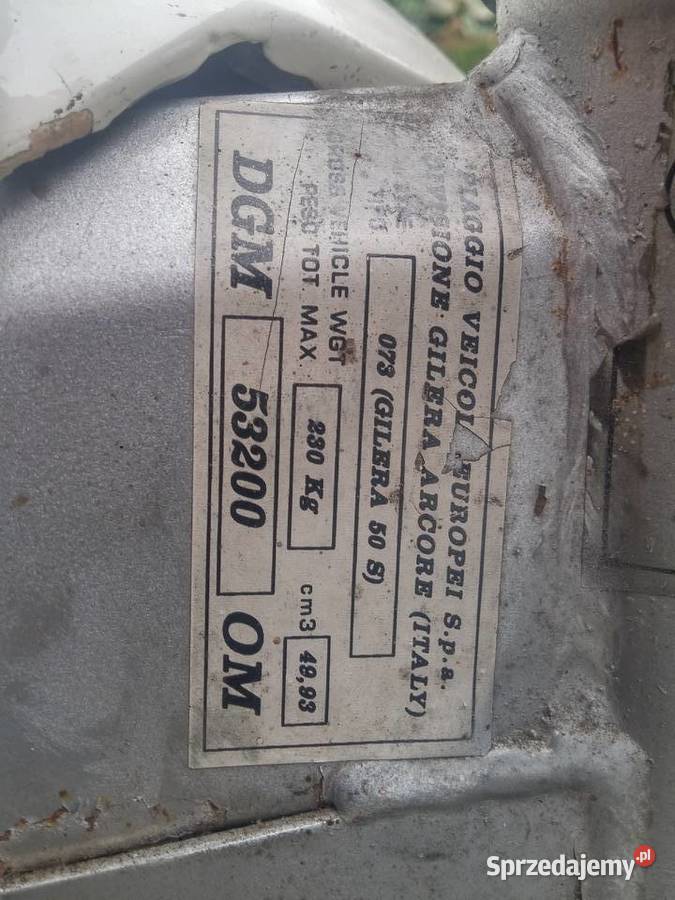 PIAGGIO VEICOLI EUROPEI S.p.a.
DIVISIONE GILERA ARCORE (ITALY)
TIPO 073 (GILERA 50 S)
GROSS VEHICLE WGT
PESO TOT MAX. 230 Kg cm3 49,93
DGM 53200 OM
Sprzedajemy.pl